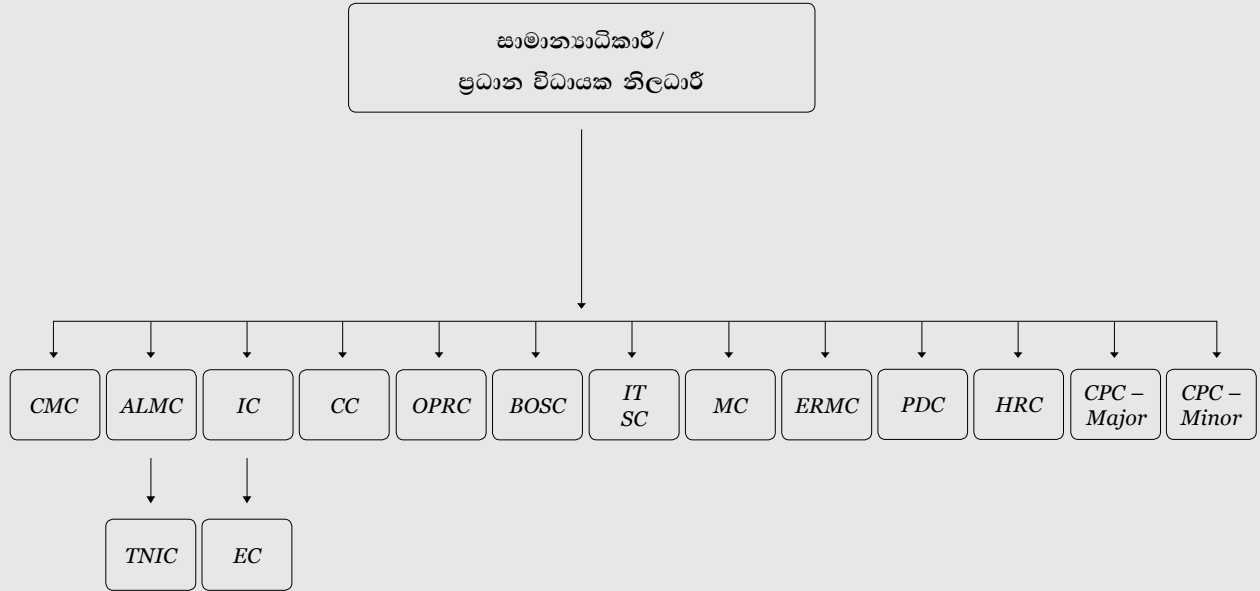 සාමාන්‍යාධිකාරී/
ප්‍රධාන විධායක නිලධාරී
CMC
ALMC
IC
CC
OPRC
BOSC
IT
SC
MC
ERMC
PDC
HRC
CPC –
Major
CPC –
Minor
TNIC
EC